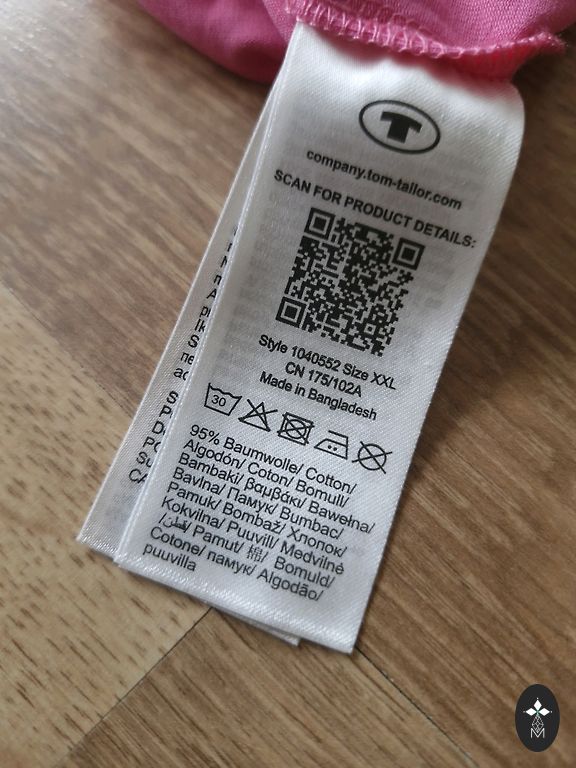 T
company.tom-tailor.com
SCAN FOR PRODUCT DETAILS:
Style 1040552 Size XXL
CN 175/102A
Made in Bangladesh
30
95% Baumwolle/ Cotton/
Algodón/ Coton/ Bomull/
Bambaki/ βαμβάκι/ Bawełna/
Bavlna/ Памук/ Bumbac/
Pamuk/ Bombaž/ Хлопок/
Kokvilna/ Puuvill/ Medvilnė
/قطن/ Pamut/ 棉/ Bomuld/
Cotone/ памук/ Algodão/
puuvilla
M